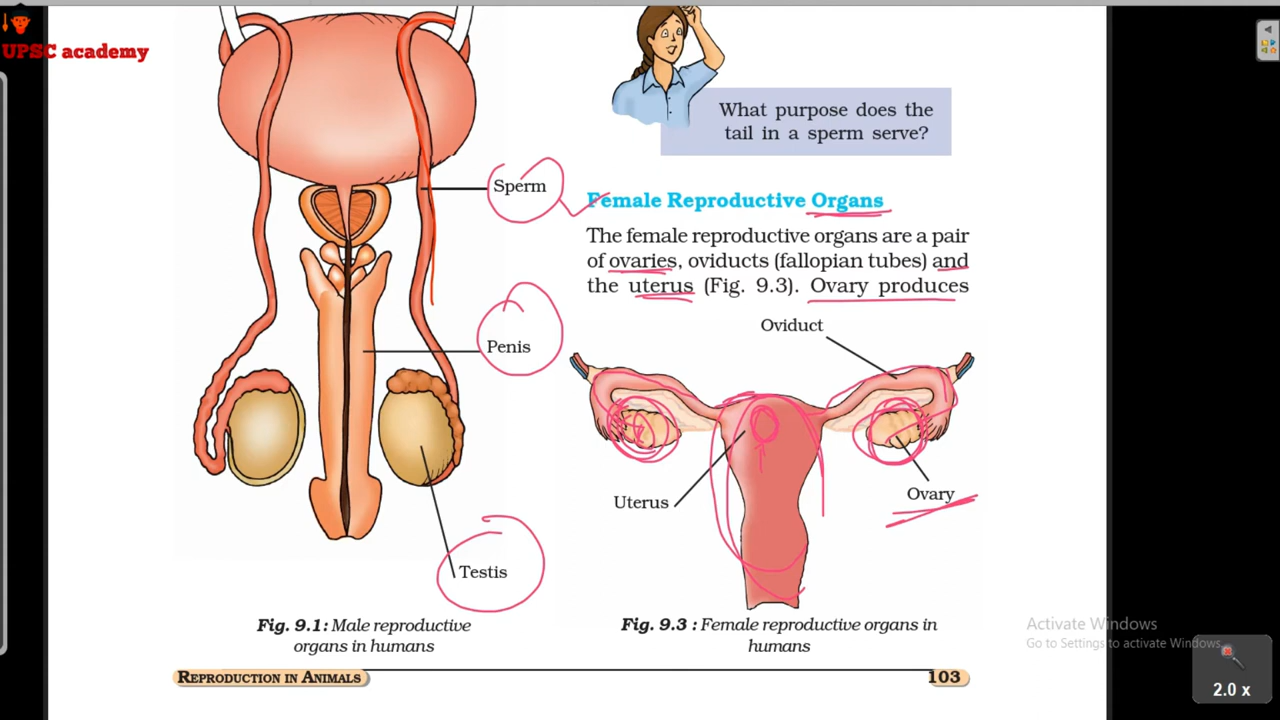 UPSC academy
Sperm
Penis
Testis
Fig. 9.1: Male reproductive
organs in humans
What purpose does the
tail in a sperm serve?
Female Reproductive Organs
The female reproductive organs are a pair
of ovaries, oviducts (fallopian tubes) and
the uterus (Fig. 9.3). Ovary produces
Oviduct
Uterus
Ovary
Fig. 9.3 : Female reproductive organs in
humans
REPRODUCTION IN ANIMALS
103
Activate Windows
Go to Settings to activate Windows.
2.0 x